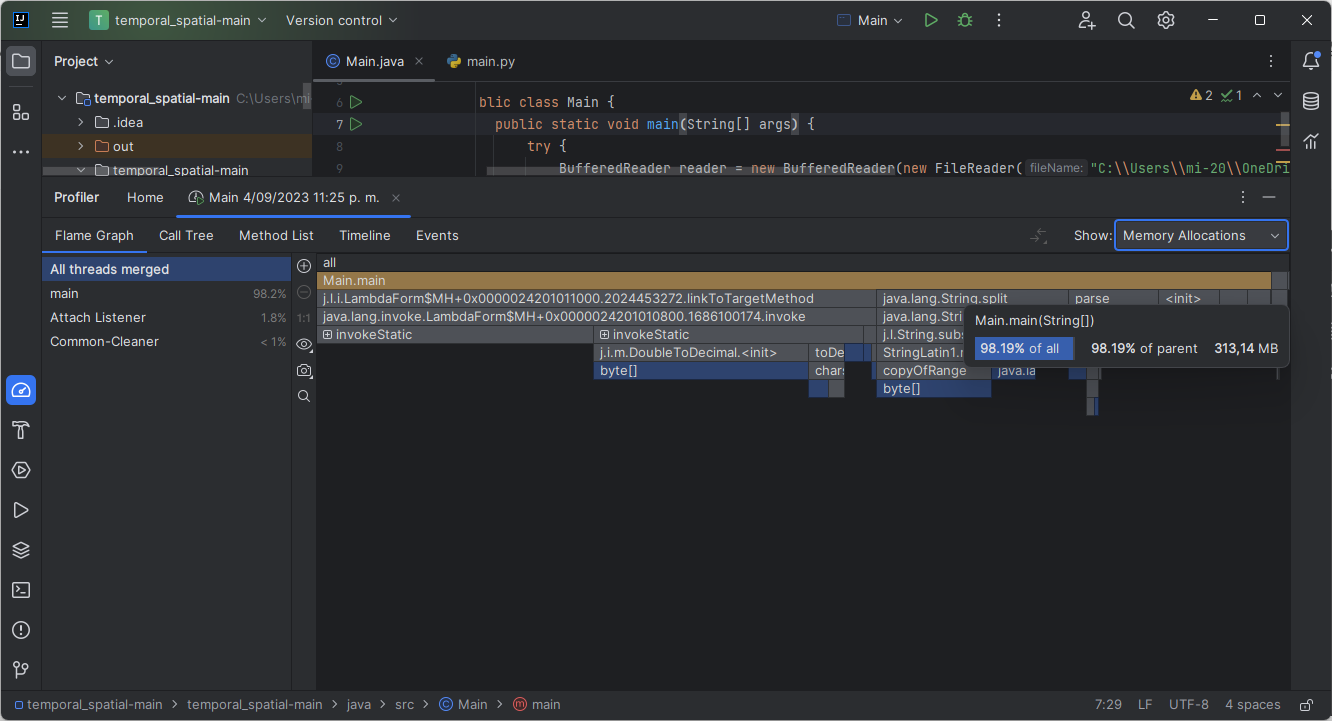 T temporal_spatial-main Version control Main
Project Main.java main.py
temporal_spatial-main C:\Users\mi
.idea
out
temporal_spatial-main
6 blic class Main { 2 1
7 public static void main(String[] args) {
8 try {
9 BufferedReader reader = new BufferedReader(new FileReader( fileName: "C:\\Users\\mi-20\\OneDri
Profiler Home Main 4/09/2023 11:25 p. m.
Flame Graph Call Tree Method List Timeline Events Show: Memory Allocations
All threads merged
main 98.2%
Attach Listener 1.8%
Common-Cleaner < 1%
1:1
all
Main.main
j.l.i.LambdaForm$MH+0x0000024201011000.2024453272.linkToTargetMethod java.lang.String.split parse <init>
java.lang.invoke.LambdaForm$MH+0x0000024201010800.1686100174.invoke java.lang.Stri
invokeStatic invokeStatic j.l.String.subs
j.i.m.DoubleToDecimal.<init> toDe StringLatin1.n
byte[] chars copyOfRange java.la
byte[]
Main.main(String[])
98.19% of all 98.19% of parent 313,14 MB
temporal_spatial-main temporal_spatial-main java src Main main 7:29 LF UTF-8 4 spaces